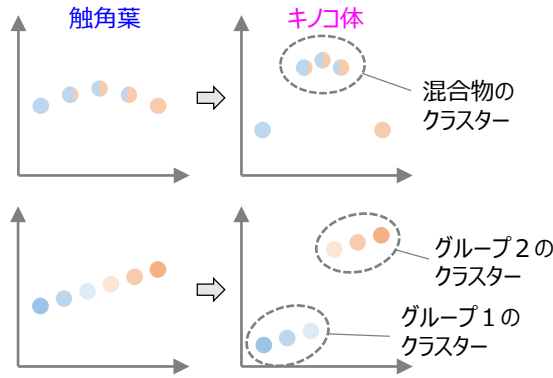 触角葉
キノコ体
混合物の
クラスター
グループ２の
クラスター
グループ１の
クラスター